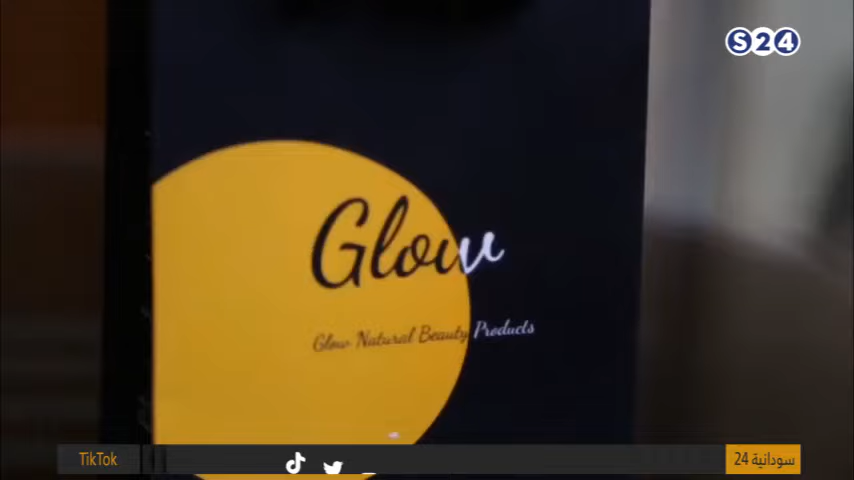 S24
Glow
Glow Natural Beauty Products
TikTok
سودانية 24